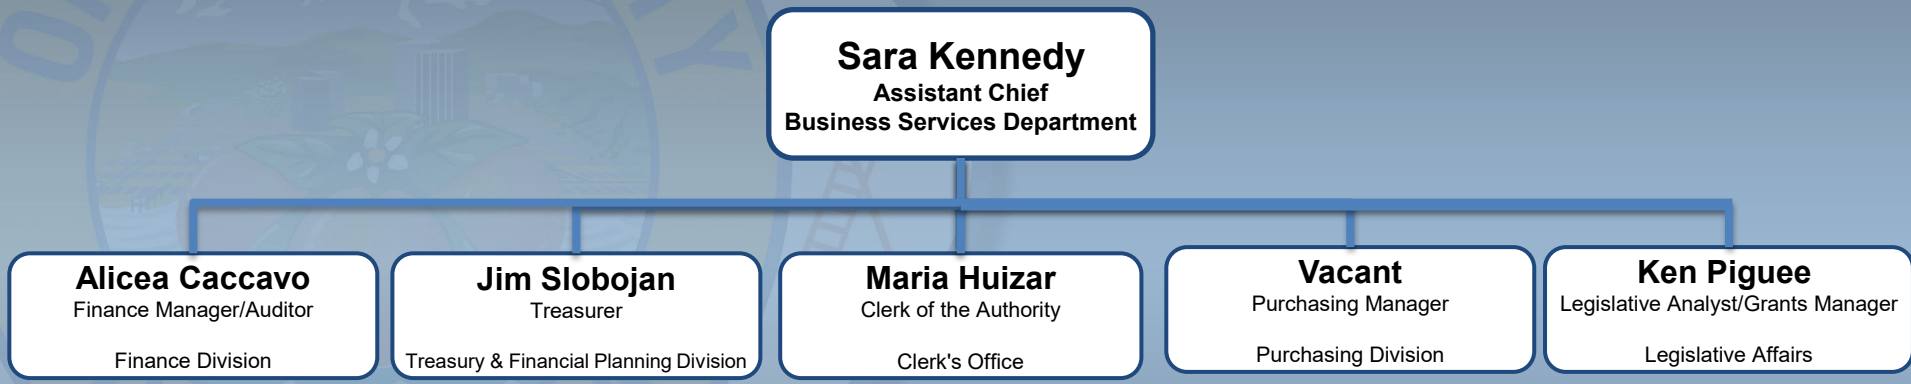 Sara Kennedy
Assistant Chief
Business Services Department
Alicea Caccavo
Finance Manager/Auditor
Finance Division
Jim Slobojan
Treasurer
Treasury & Financial Planning Division
Maria Huizar
Clerk of the Authority
Clerk's Office
Vacant
Purchasing Manager
Purchasing Division
Ken Piguee
Legislative Analyst/Grants Manager
Legislative Affairs